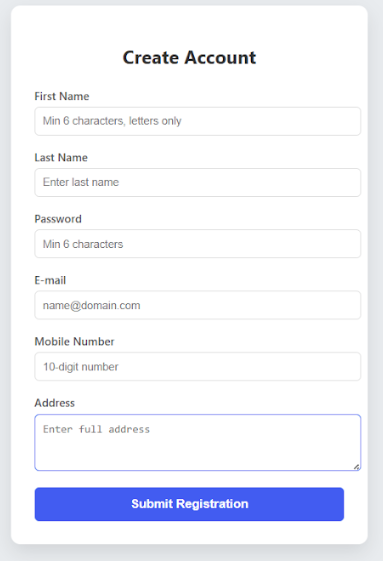 Create Account
First Name
Min 6 characters, letters only
Last Name
Enter last name
Password
Min 6 characters
E-mail
name@domain.com
Mobile Number
10-digit number
Address
Enter full address
Submit Registration